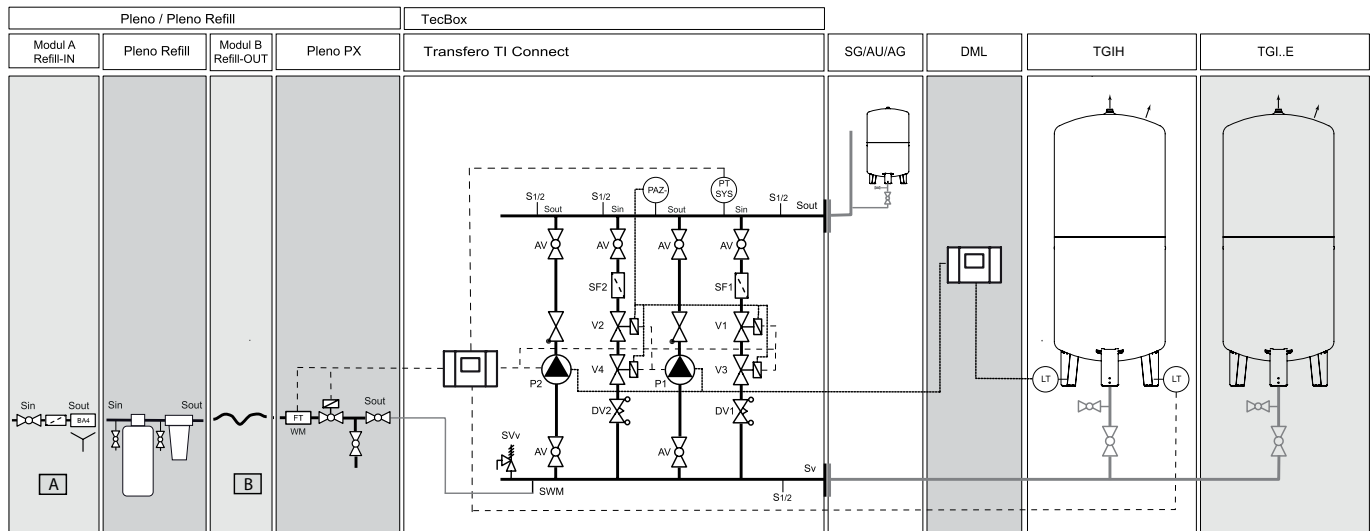 Pleno / Pleno Refill
TecBox
Modul A
Refill-IN
Pleno Refill
Modul B
Refill-OUT
Pleno PX
Transfero TI Connect
SG/AU/AG
DML
TGIH
TGI..E
PAZ-
PT
SYS
S1/2
Sout
S1/2
Sin
Sout
Sin
S1/2
Sout
AV
AV
AV
AV
SF2
SF1
V2
V1
V4
V3
P2
P1
DV2
DV1
LT
LT
Sin
Sout
BA4
Sin
Sout
Sout
FT
WM
SVv
AV
AV
Sv
A
B
SWM
S1/2